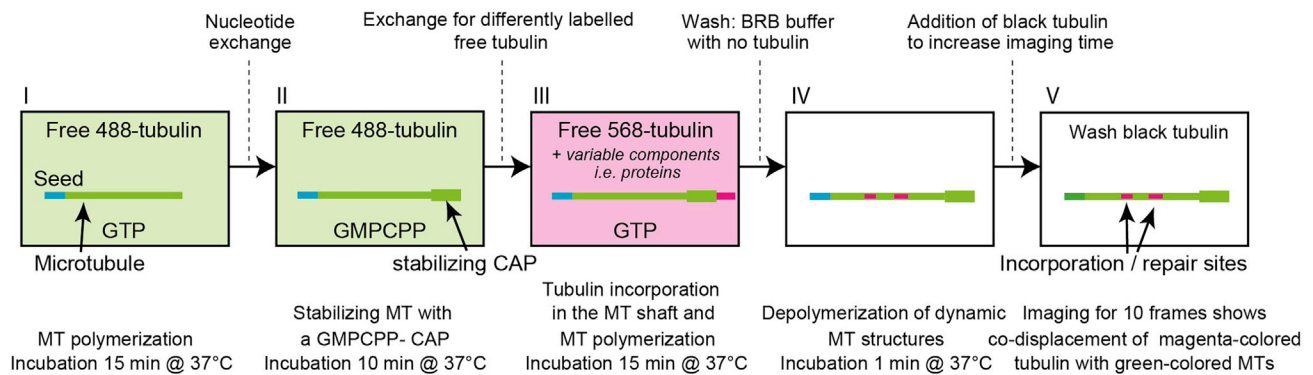 Nucleotide
exchange
Exchange for differently labelled
free tubulin
Wash: BRB buffer
with no tubulin
Addition of black tubulin
to increase imaging time
I
Free 488-tubulin
Seed
GTP
Microtubule
MT polymerization
Incubation 15 min @ 37°C
II
Free 488-tubulin
GMPCPP
stabilizing CAP
Stabilizing MT with
a GMPCPP- CAP
Incubation 10 min @ 37°C
III
Free 568-tubulin
+ variable components
i.e. proteins
GTP
Tubulin incorporation
in the MT shaft and
MT polymerization
Incubation 15 min @ 37°C
IV
Depolymerization of dynamic
MT structures
Incubation 1 min @ 37°C
V
Wash black tubulin
Incorporation / repair sites
Imaging for 10 frames shows
co-displacement of magenta-colored
tubulin with green-colored MTs